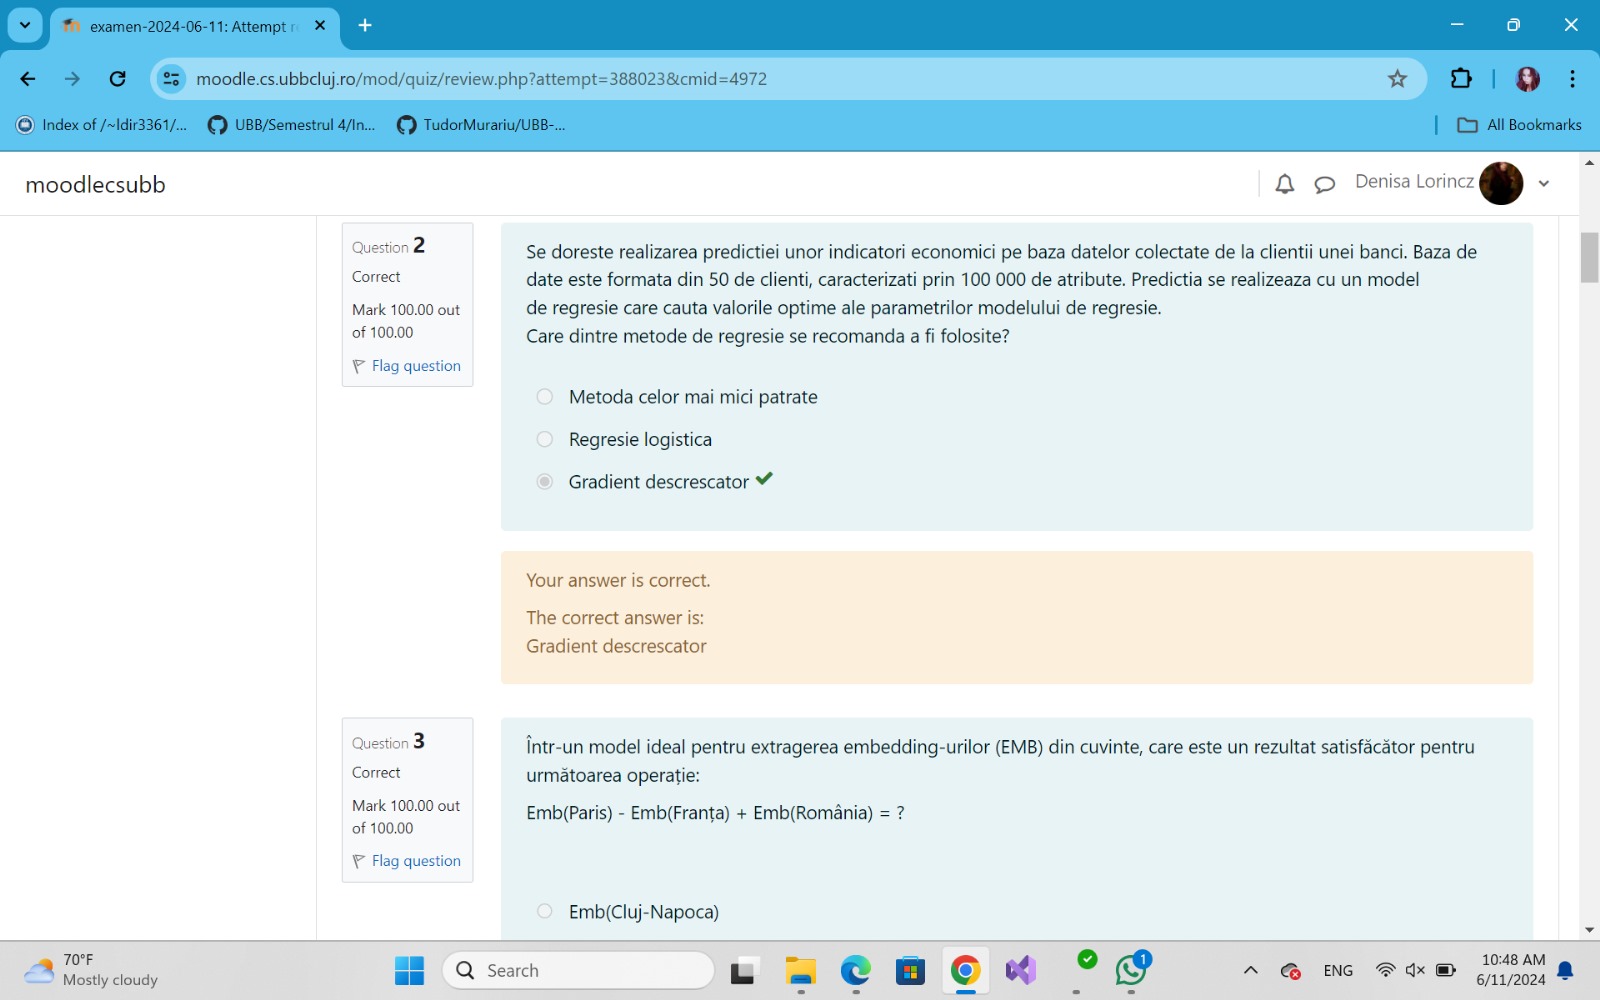 examen-2024-06-11: Attempt r
moodle.cs.ubbcluj.ro/mod/quiz/review.php?attempt=388023&cmid=4972
Index of /~ldir3361/...
UBB/Semestrul 4/In...
TudorMurariu/UBB-...
All Bookmarks
moodlecsubb
Denisa Lorincz
Question 2
Correct
Mark 100.00 out
of 100.00
Flag question
Se doreste realizarea predictiei unor indicatori economici pe baza datelor colectate de la clientii unei banci. Baza de
date este formata din 50 de clienti, caracterizati prin 100 000 de atribute. Predictia se realizeaza cu un model
de regresie care cauta valorile optime ale parametrilor modelului de regresie.
Care dintre metode de regresie se recomanda a fi folosite?
Metoda celor mai mici patrate
Regresie logistica
Gradient descrescator
Your answer is correct.
The correct answer is:
Gradient descrescator
Question 3
Correct
Mark 100.00 out
of 100.00
Flag question
Într-un model ideal pentru extragerea embedding-urilor (EMB) din cuvinte, care este un rezultat satisfăcător pentru
următoarea operație:
Emb(Paris) - Emb(Franța) + Emb(România) = ?
Emb(Cluj-Napoca)
70°F
Mostly cloudy
Search
1
ENG
10:48 AM
6/11/2024